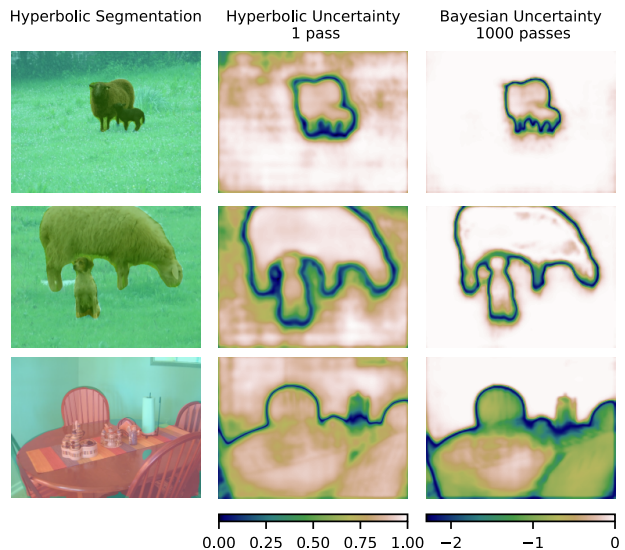 Hyperbolic Segmentation
Hyperbolic Uncertainty
1 pass
Bayesian Uncertainty
1000 passes
0.00 0.25 0.50 0.75 1.00
−2 −1 0